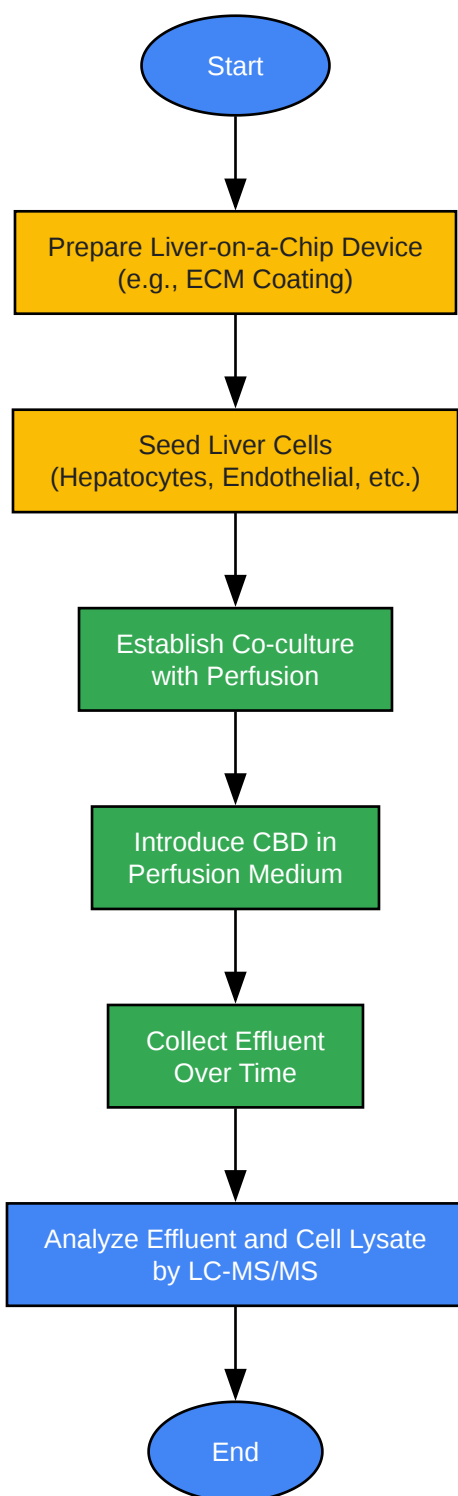 Start
Prepare Liver-on-a-Chip Device
(e.g., ECM Coating)
Seed Liver Cells
(Hepatocytes, Endothelial, etc.)
Establish Co-culture
with Perfusion
Introduce CBD in
Perfusion Medium
Collect Effluent
Over Time
Analyze Effluent and Cell Lysate
by LC-MS/MS
End